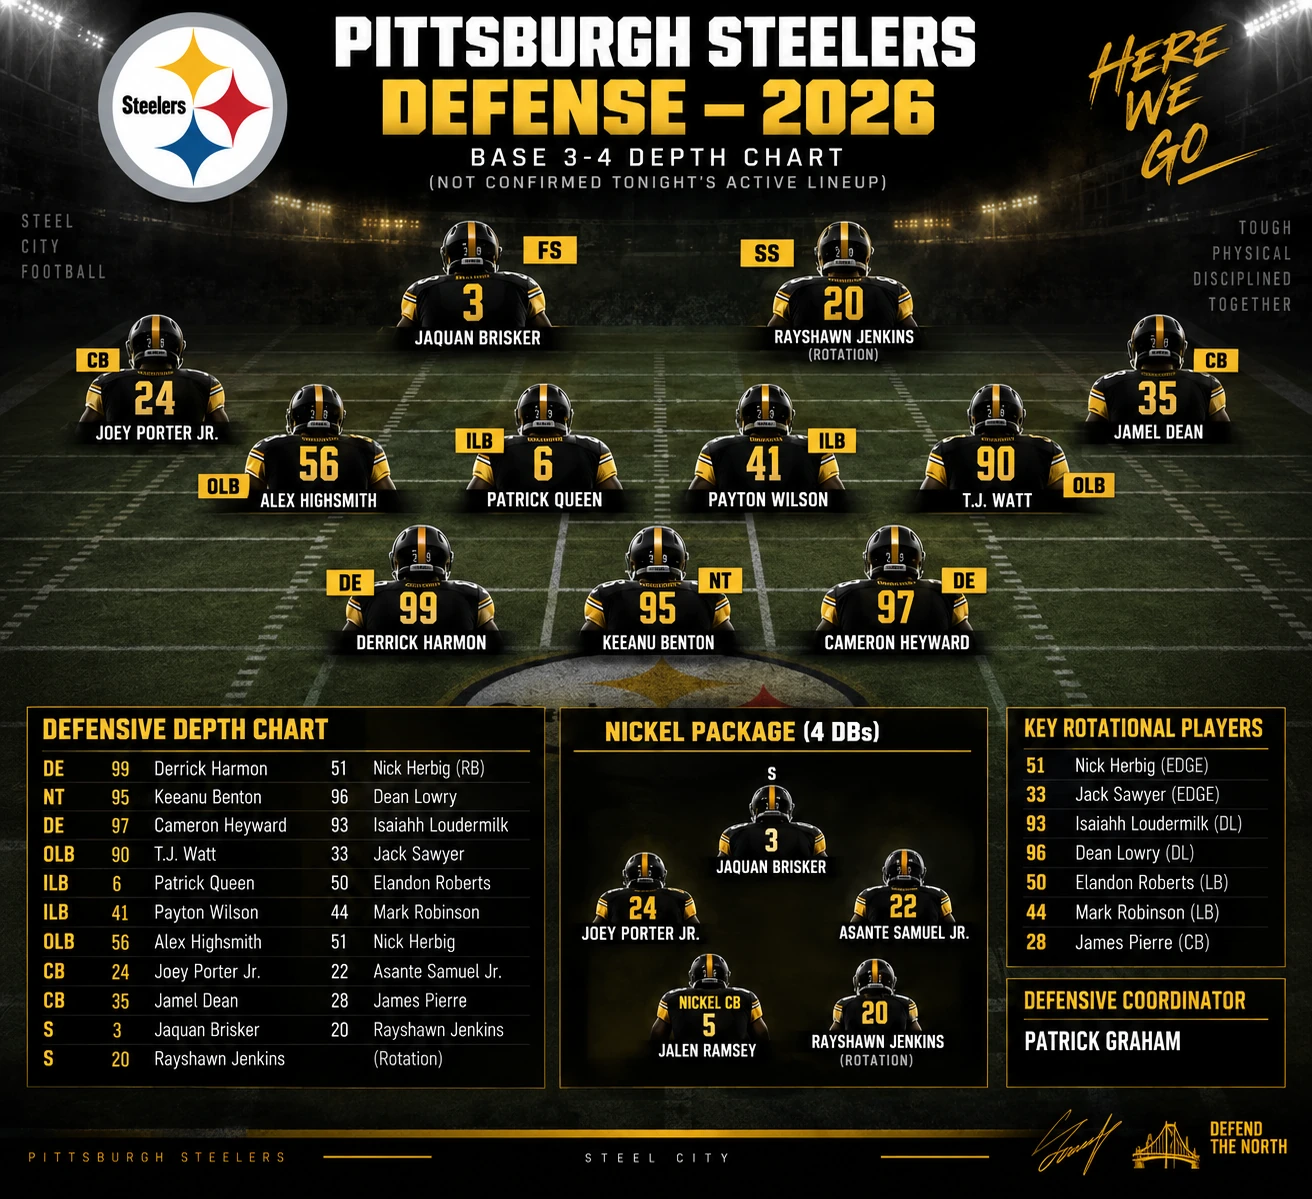 Steelers
PITTSBURGH STEELERS
DEFENSE – 2026
BASE 3-4 DEPTH CHART
(NOT CONFIRMED TONIGHT'S ACTIVE LINEUP)
HERE
WE
GO
STEEL
CITY
FOOTBALL
TOUGH
PHYSICAL
DISCIPLINED
TOGETHER
FS
3
JAQUAN BRISKER
SS
20
RAYSHAWN JENKINS
(ROTATION)
CB
24
JOEY PORTER JR.
CB
35
JAMEL DEAN
OLB
56
ALEX HIGHSMITH
ILB
6
PATRICK QUEEN
ILB
41
PAYTON WILSON
OLB
90
T.J. WATT
DE
99
DERRICK HARMON
NT
95
KEEANU BENTON
DE
97
CAMERON HEYWARD
DEFENSIVE DEPTH CHART
DE 99 Derrick Harmon 51 Nick Herbig (RB)
NT 95 Keeanu Benton 96 Dean Lowry
DE 97 Cameron Heyward 93 Isaiahh Loudermilk
OLB 90 T.J. Watt 33 Jack Sawyer
ILB 6 Patrick Queen 50 Elandon Roberts
ILB 41 Payton Wilson 44 Mark Robinson
OLB 56 Alex Highsmith 51 Nick Herbig
CB 24 Joey Porter Jr. 22 Asante Samuel Jr.
CB 35 Jamel Dean 28 James Pierre
S 3 Jaquan Brisker 20 Rayshawn Jenkins
S 20 Rayshawn Jenkins (Rotation)
NICKEL PACKAGE (4 DBs)
S
3
JAQUAN BRISKER
24
JOEY PORTER JR.
22
ASANTE SAMUEL JR.
NICKEL CB
5
JALEN RAMSEY
20
RAYSHAWN JENKINS
(ROTATION)
KEY ROTATIONAL PLAYERS
51 Nick Herbig (EDGE)
33 Jack Sawyer (EDGE)
93 Isaiahh Loudermilk (DL)
96 Dean Lowry (DL)
50 Elandon Roberts (LB)
44 Mark Robinson (LB)
28 James Pierre (CB)
DEFENSIVE COORDINATOR
PATRICK GRAHAM
PITTSBURGH STEELERS
STEEL CITY
DEFEND
THE NORTH